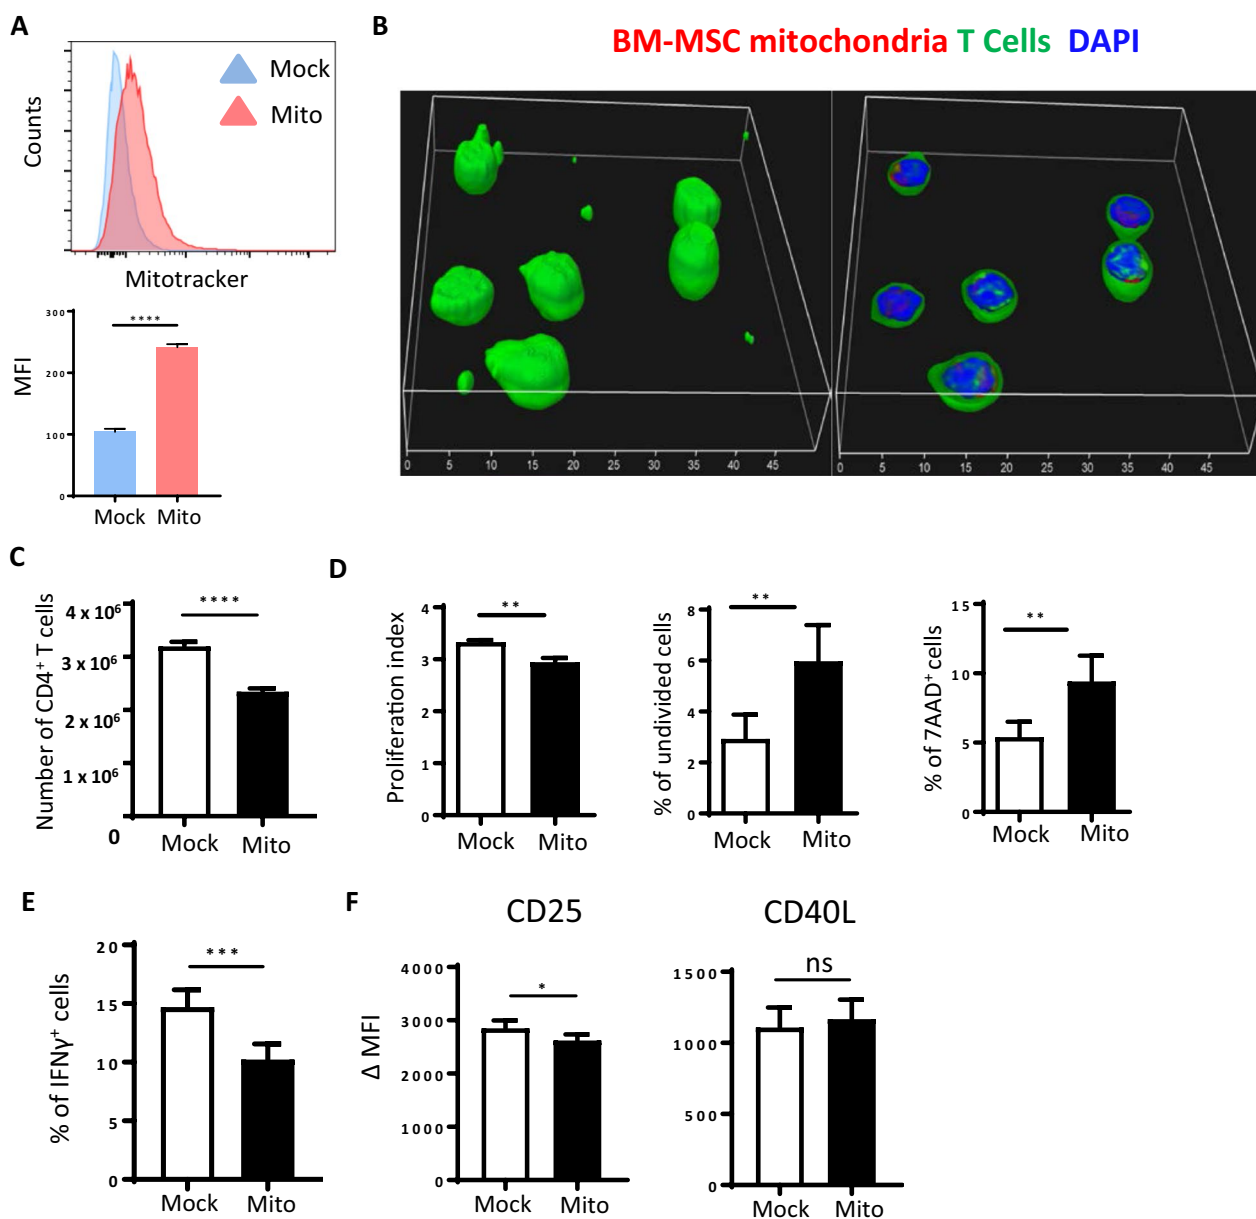 A
Mock
Mito
Counts
Mitotracker
300
200
100
0
MFI
****
Mock Mito
B
BM-MSC mitochondria T Cells DAPI
0 5 10 15 20 25 30 35 40 45
0 5 10 15 20 25 30 35 40 45
C
Number of CD4+ T cells
4 x 10⁶
3 x 10⁶
2 x 10⁶
1 x 10⁶
0
****
Mock Mito
D
Proliferation index
4
3
2
1
0
**
Mock Mito
% of undivided cells
8
6
4
2
0
**
Mock Mito
% of 7AAD+ cells
15
10
5
0
**
Mock Mito
E
% of IFNγ+ cells
20
15
10
5
0
***
Mock Mito
F
CD25
Δ MFI
4000
3000
2000
1000
0
*
Mock Mito
CD40L
1500
1000
500
0
ns
Mock Mito